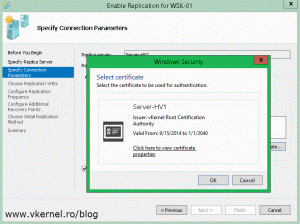 Enable Replication for WSK-01
Specify Connection Parameters
Before You Begin
Specify Replica Server
Specify Connection
Parameters
Choose Replication VHDs
Configure Replication
Frequency
Configure Additional
Recovery Points
Choose Initial Replication
Method
Summary
Replica server:
Windows Security
Select certificate
Select the certificate to be used for authentication.
Server-HV1
Issuer: vKernel Root Certification
Authority
Valid From: 9/15/2014 to 1/1/2040
Click here to view certificate
properties
OK
Cancel
< Previous
Next >
Finish
Cancel
www.vkernel.ro/blog